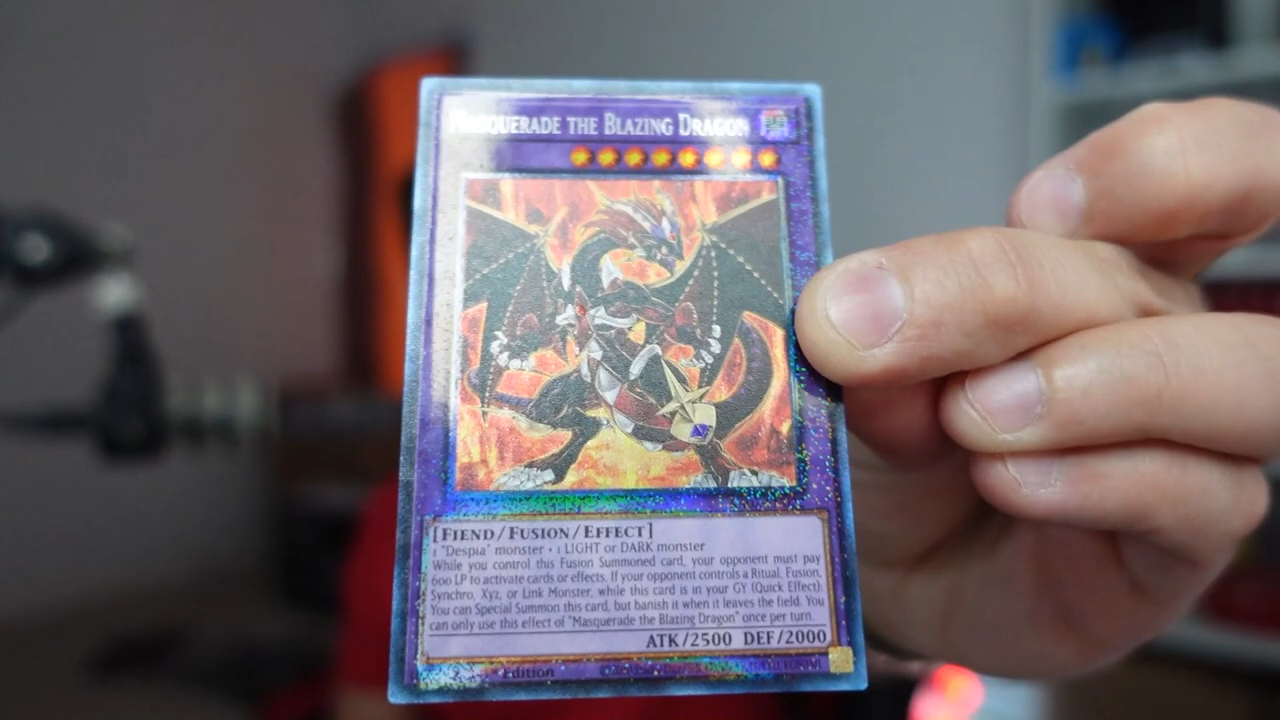 MASQUERADE THE BLAZING DRAGON
[FIEND/FUSION/EFFECT]
1 "Despia" monster + 1 LIGHT or DARK monster
While you control this Fusion Summoned card, your opponent must pay
600 LP to activate cards or effects. If your opponent controls a Ritual, Fusion,
Synchro, Xyz, or Link Monster, while this card is in your GY (Quick Effect):
You can Special Summon this card, but banish it when it leaves the field. You
can only use this effect of "Masquerade the Blazing Dragon" once per turn.
ATK/2500 DEF/2000
Edition